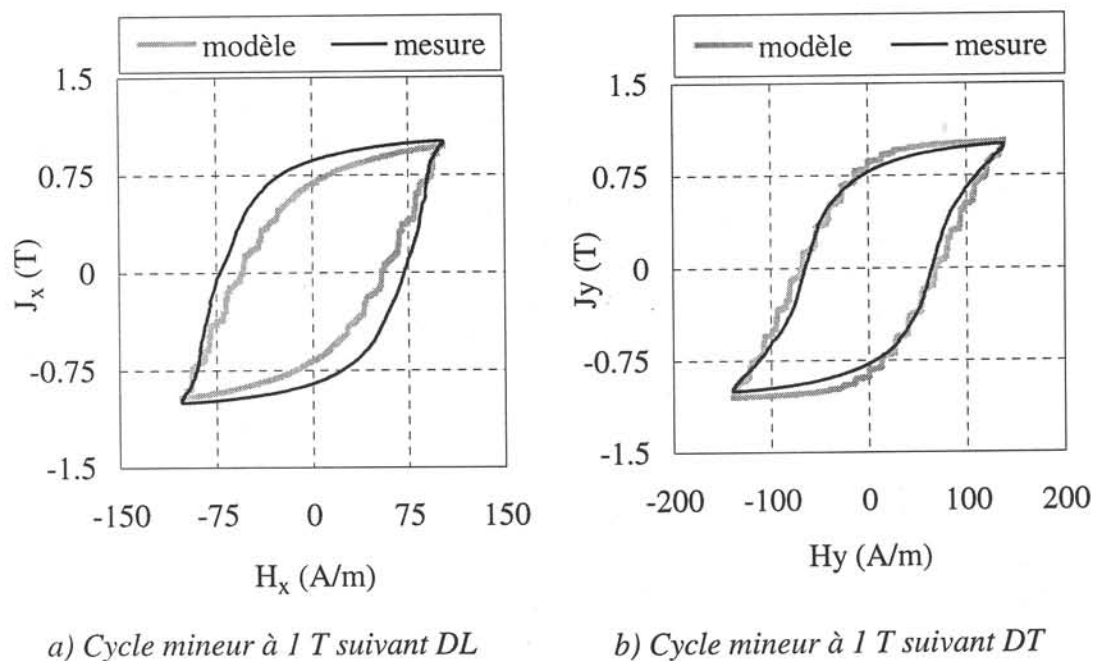 modèle mesure
1.5
0.75
0
-0.75
-1.5
J_x (T)
-150 -75 0 75 150
H_x (A/m)
a) Cycle mineur à 1 T suivant DL
modèle mesure
1.5
0.75
0
-0.75
-1.5
Jy (T)
-200 -100 0 100 200
Hy (A/m)
b) Cycle mineur à 1 T suivant DT